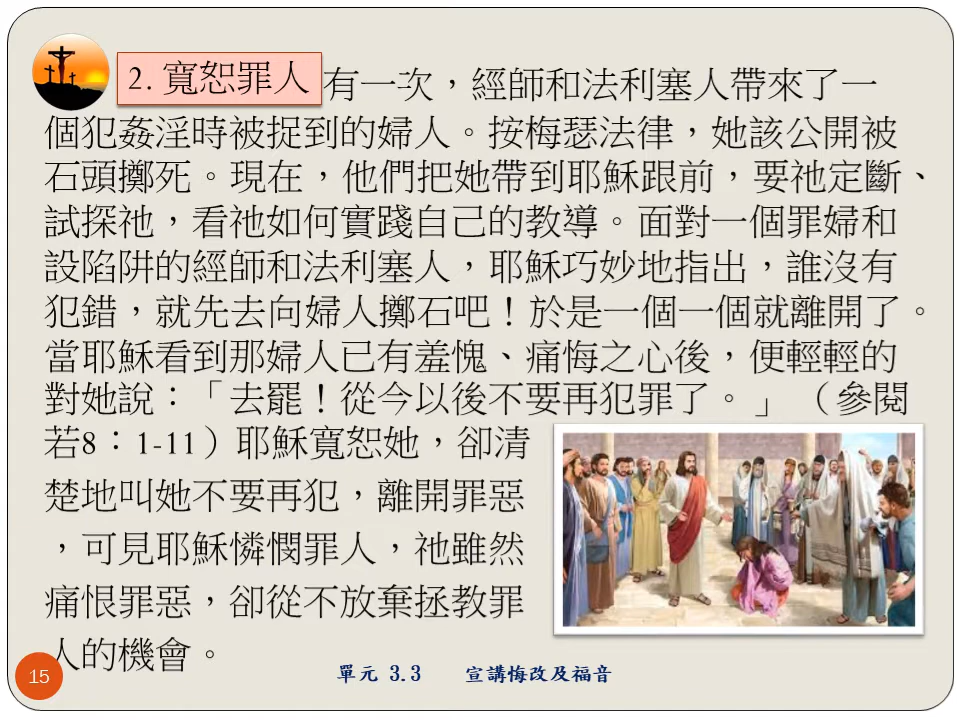 2. 寬恕罪人 有一次，經師和法利塞人帶來了一
個犯姦淫時被捉到的婦人。按梅瑟法律，她該公開被
石頭擲死。現在，他們把她帶到耶穌跟前，要祂定斷、
試探祂，看祂如何實踐自己的教導。面對一個罪婦和
設陷阱的經師和法利塞人，耶穌巧妙地指出，誰沒有
犯錯，就先去向婦人擲石吧！於是一個一個就離開了。
當耶穌看到那婦人已有羞愧、痛悔之心後，便輕輕的
對她說：「去罷！從今以後不要再犯罪了。」（參閱
若8：1-11）耶穌寬恕她，卻清
楚地叫她不要再犯，離開罪惡
，可見耶穌憐憫罪人，祂雖然
痛恨罪惡，卻從不放棄拯教罪
人的機會。
15
單元 3.3 宣講悔改及福音